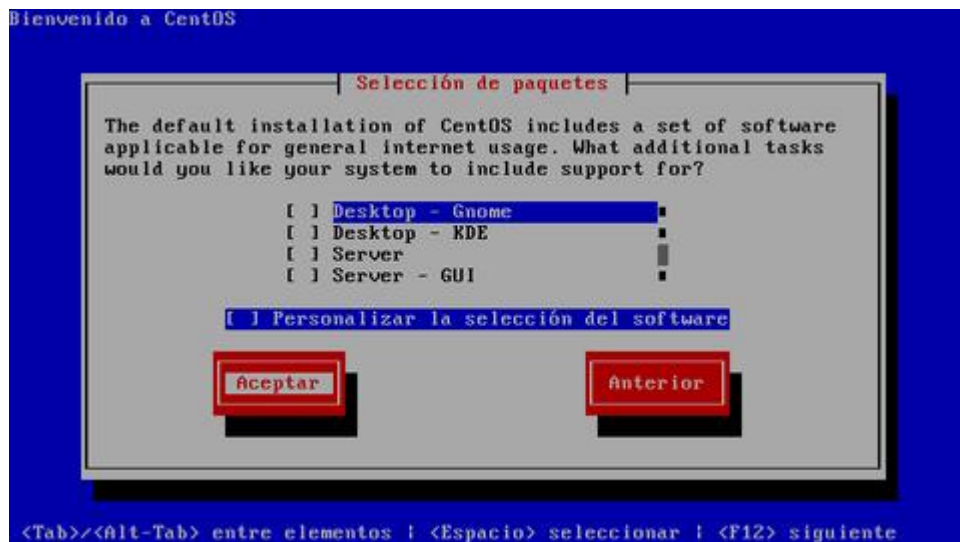 Bienvenido a CentOS
Selección de paquetes
The default installation of CentOS includes a set of software
applicable for general internet usage. What additional tasks
would you like your system to include support for?
[ ] Desktop - Gnome
[ ] Desktop - KDE
[ ] Server
[ ] Server - GUI
[ ] Personalizar la selección del software
Aceptar Anterior
<Tab>/<Alt-Tab> entre elementos | <Espacio> seleccionar | <F12> siguiente